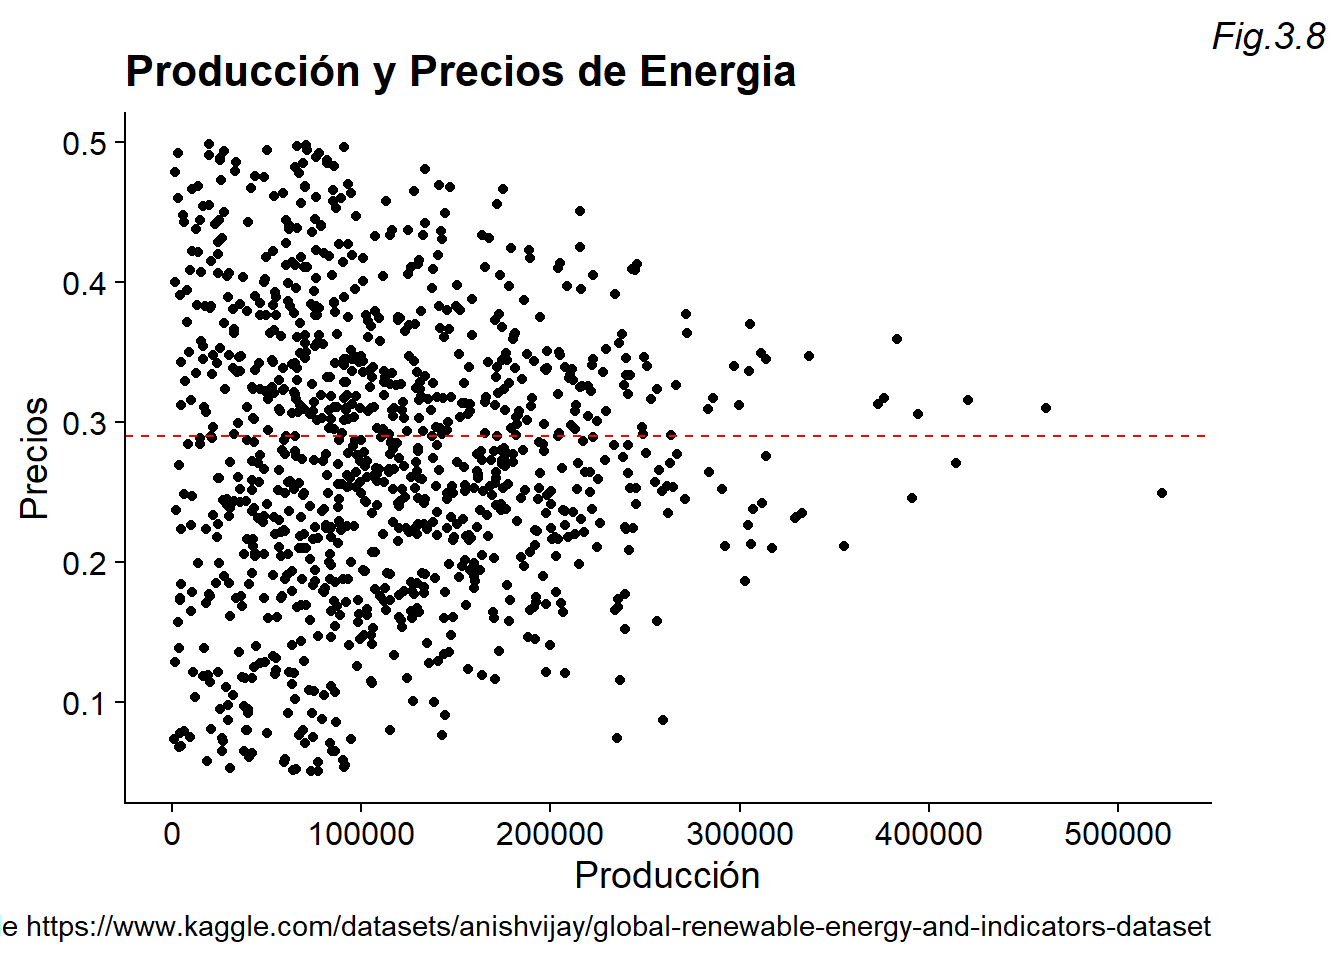 Fig.3.8
Producción y Precios de Energia
0.5
0.4
0.3
0.2
0.1
Precios
0 100000 200000 300000 400000 500000
Producción
https://www.kaggle.com/datasets/anishvijay/global-renewable-energy-and-indicators-dataset